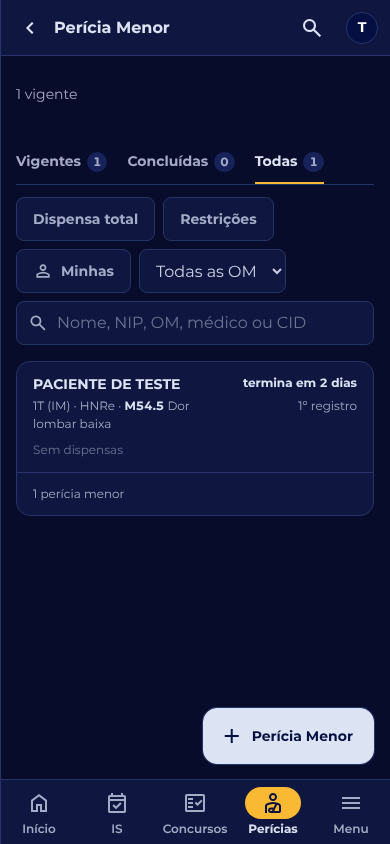 Perícia Menor
T
1 vigente
Vigentes 1 Concluídas 0 Todas 1
Dispensa total Restrições
Minhas Todas as OM
Nome, NIP, OM, médico ou CID
PACIENTE DE TESTE termina em 2 dias
1T (IM) · HNRe · M54.5 Dor 1º registro
lombar baixa
Sem dispensas
1 perícia menor
+ Perícia Menor
Início IS Concursos Perícias Menu